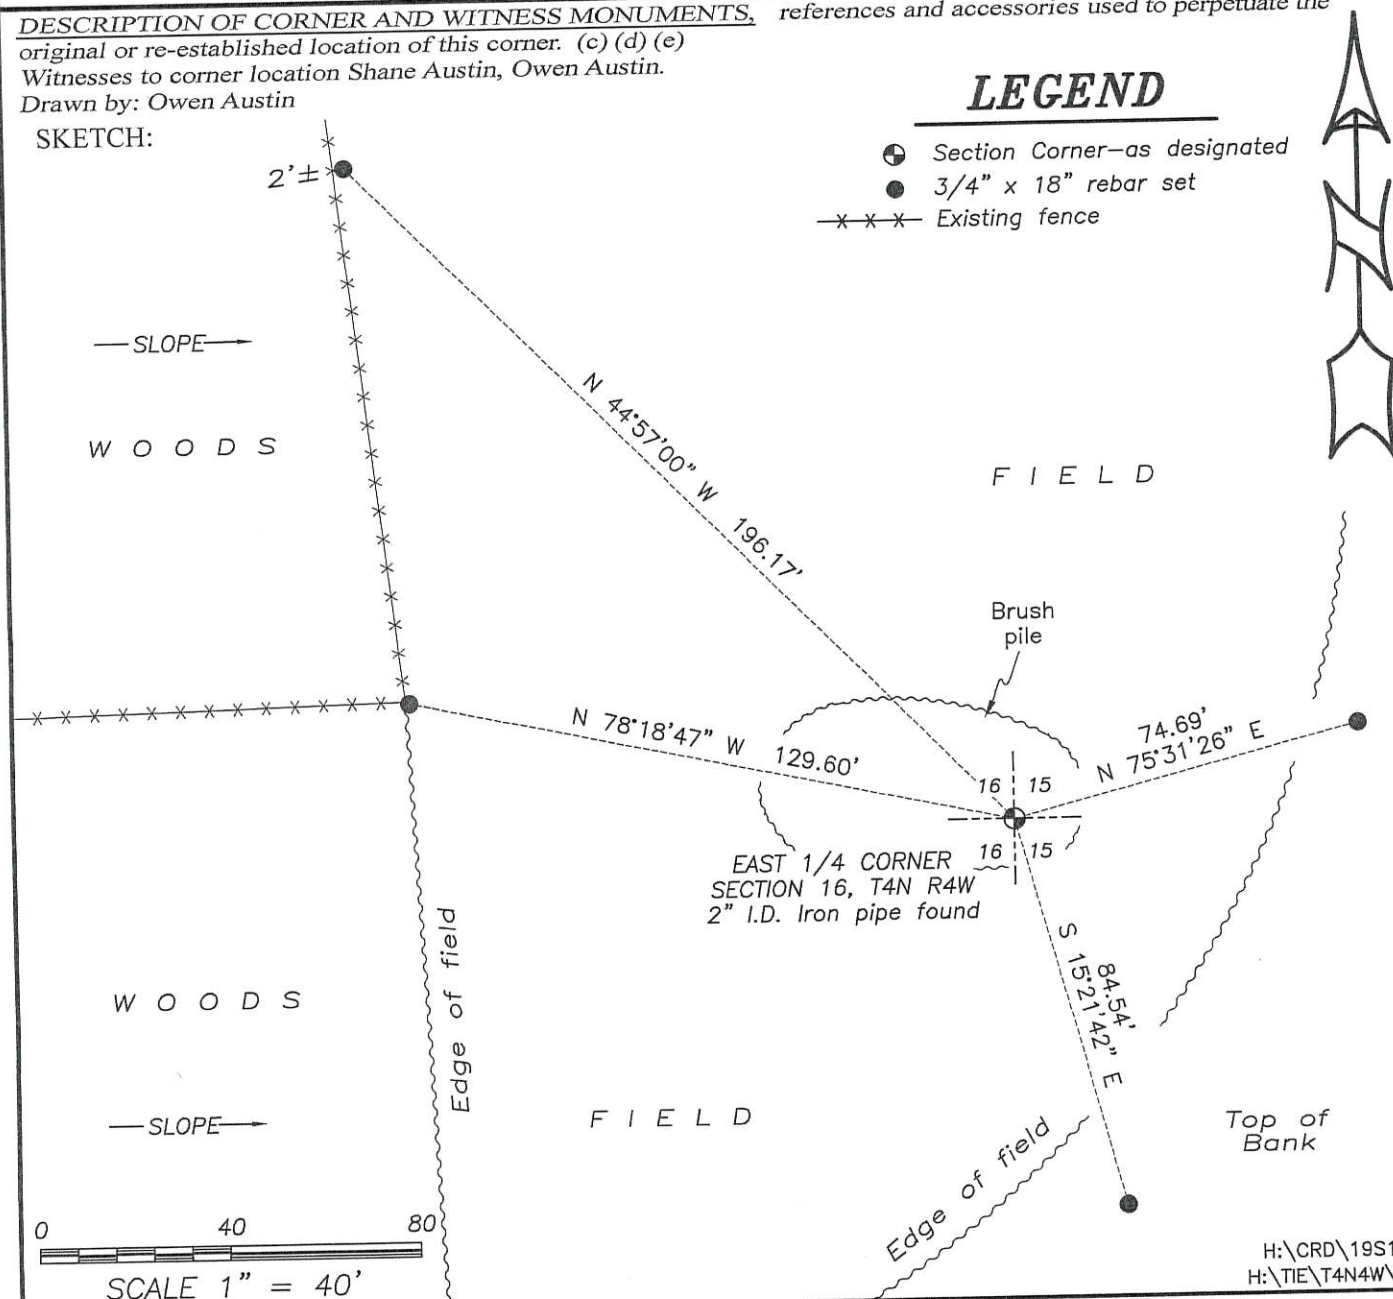 DESCRIPTION OF CORNER AND WITNESS MONUMENTS, references and accessories used to perpetuate the
original or re-established location of this corner. (c) (d) (e)
Witnesses to corner location Shane Austin, Owen Austin.
Drawn by: Owen Austin
SKETCH:
LEGEND
Section Corner-as designated
3/4" x 18" rebar set
Existing fence
N
2'±
SLOPE
WOODS
N 44°57'00" W 196.17'
FIELD
Brush
pile
N 78°18'47" W 129.60'
74.69'
N 75°31'26" E
16 15
16 15
EAST 1/4 CORNER
SECTION 16, T4N R4W
2" I.D. Iron pipe found
84.54'
S 15°21'42" E
Edge of field
WOODS
SLOPE
FIELD
Edge of field
Top of
Bank
0 40 80
SCALE 1" = 40'
H:\CRD\19S1
H:\TIE\T4N4W\